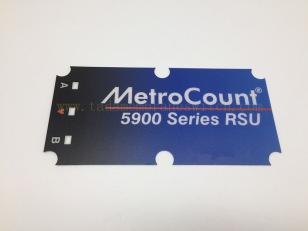 A
MetroCount®
5900 Series RSU
B